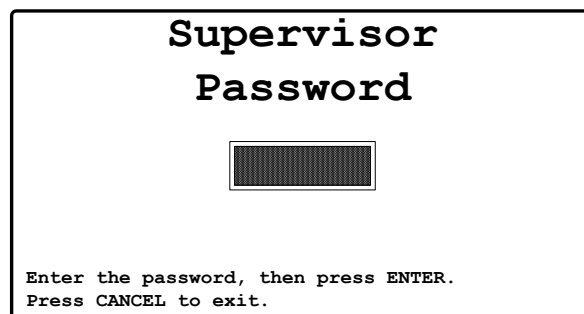 Supervisor
Password
Enter the password, then press ENTER.
Press CANCEL to exit.